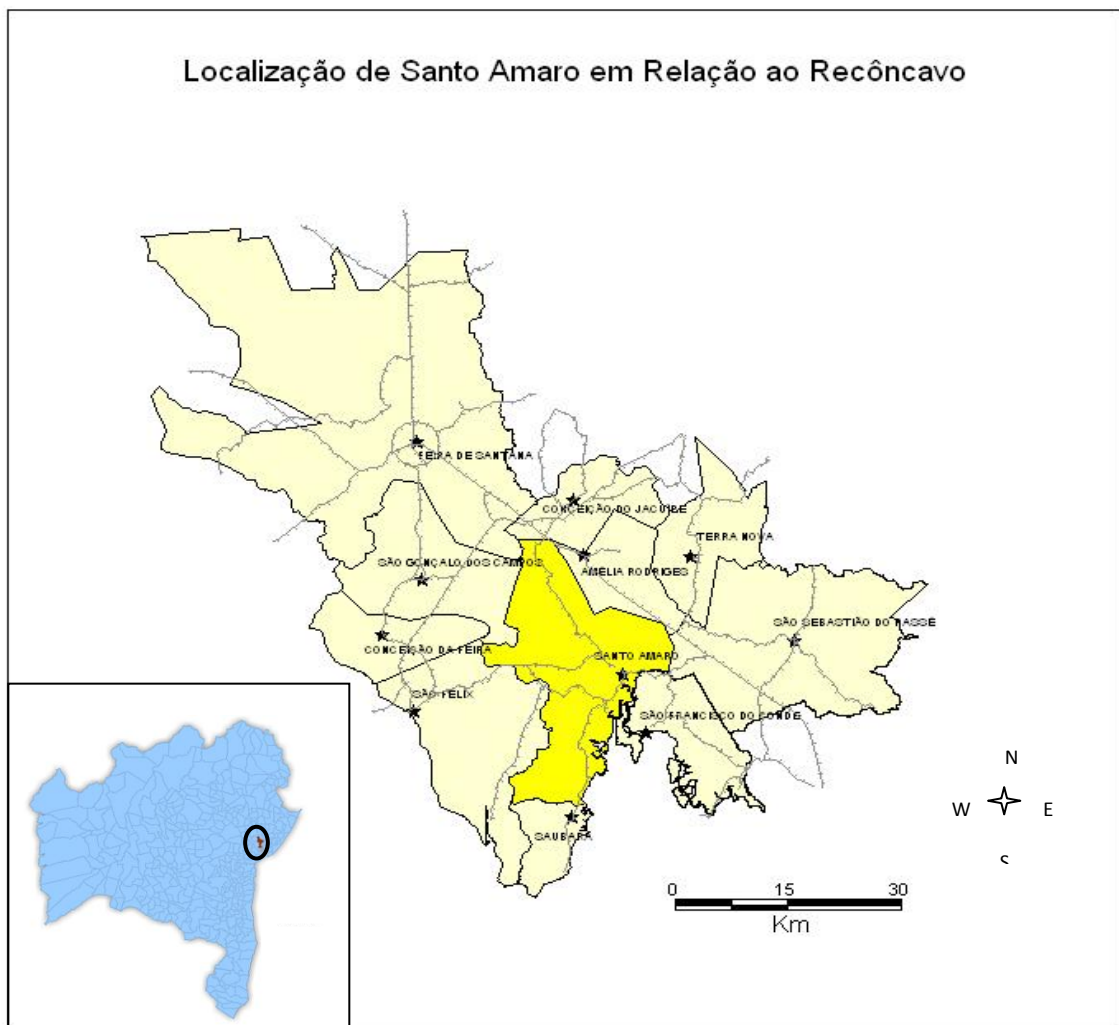 Localização de Santo Amaro em Relação ao Recôncavo
FEIRA DE SANTANA
CONCEIÇÃO DO JACUÍPE
TERRA NOVA
SÃO GONÇALO DOS CAMPOS
AMÉLIA RODRIGES
SÃO SEBASTIÃO DO PASSÉ
CONCEISÃO DA FEIRA
SANTO AMARO
SÃO FÉLIX
SÃO FRANCISCO DO CONDE
SAUBARA
N
W E
S
0 15 30
Km